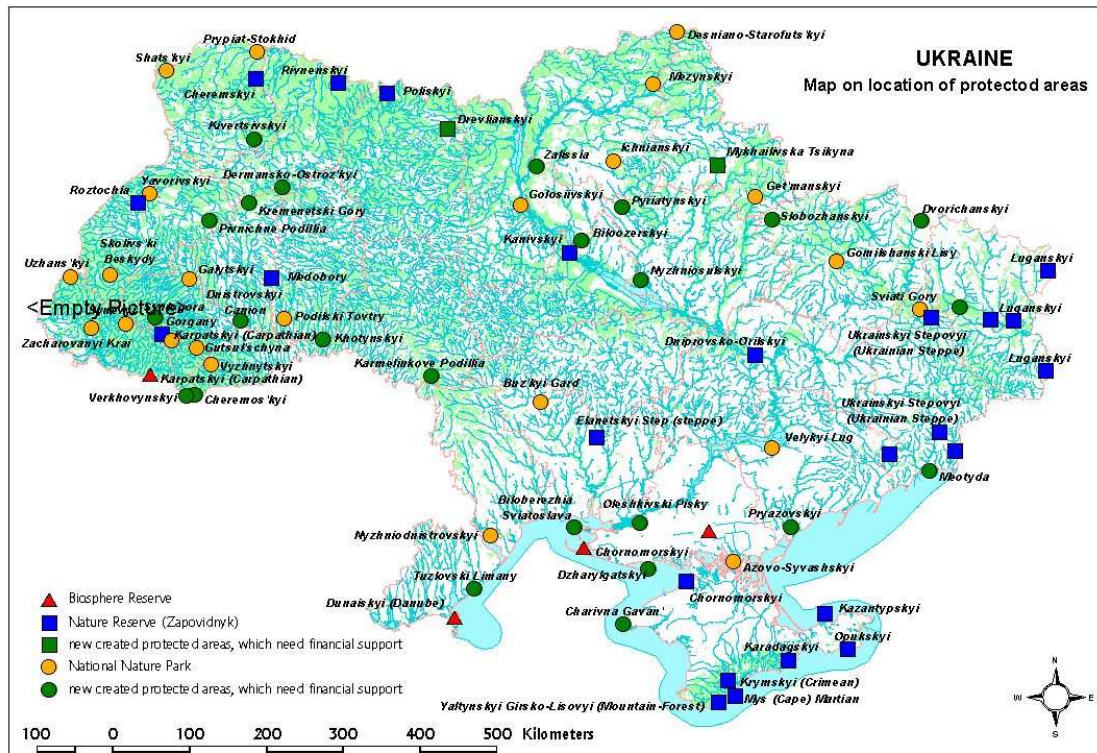 UKRAINE
Map on location of protectod areas
Desniano-Starofuts'kyi
Prypiat-Stokhid
Shats'kyi
Rivnenskyi
Mezynskyi
Cheremskyi
Poliskyi
Drevlianskyi
Kivertsivskyi
Ichnianskyi
Mykhailivska Tsikyna
Zalissia
Dermansko-Ostroz'kyi
Yavorivskyi
Roztochia
Get'manskyi
Kremenetski Gory
Golosiivskyi
Pyriatynskyi
Slobozhanskyi
Dvorichanskyi
Pivnichne Podillia
Biloozerskyi
Skolivs'ki
Beskydy
Kanivskyi
Gomilshanski Lisy
Uzhans'kyi
Galytskyi
Medobory
Nyzhniosulskyi
Luganskyi
Dnistrovskyi
Canion
<Empty Picture>
Sviati Gory
Luganskyi
Gorgany
Podilski Tovtry
Karpatskyi (Carpathian)
Zacharovanyi Krai
Gutsul'schyna
Khotynskyi
Ukrainskyi Stepovyi
(Ukrainian Steppe)
Dniprovsko-Orilskyi
Vyzhnytskyi
Luganskyi
Karmeliukove Podillia
Karpatskyi (Carpathian)
Buz'kyi Gard
Verkhovynskyi
Cheremos'kyi
Ukrainskyi Stepovyi
(Ukrainian Steppe)
Elanetskyi Step (steppe)
Velykyi Lug
Meotyda
Biloberezhia
Sviatoslava
Oleshkivski Pisky
Pryazovskyi
Nyzhniodnistrovskyi
Chornomorskyi
Azovo-Syvashskyi
Dzharylgatskyi
Tuzlovski Limany
Chornomorskyi
Biosphere Reserve
Dunaiskyi (Danube)
Charivna Gavan'
Kazantypskyi
Nature Reserve (Zapovidnyk)
new created protected areas, which need financial support
Opukskyi
Karadagskyi
National Nature Park
Krymskyi (Crimean)
new created protected areas, which need financial support
Mys (Cape) Martian
Yaltynskyi Girsko-Lisovyi (Mountain-Forest)
N
W
E
S
100 0 100 200 300 400 500 Kilometers